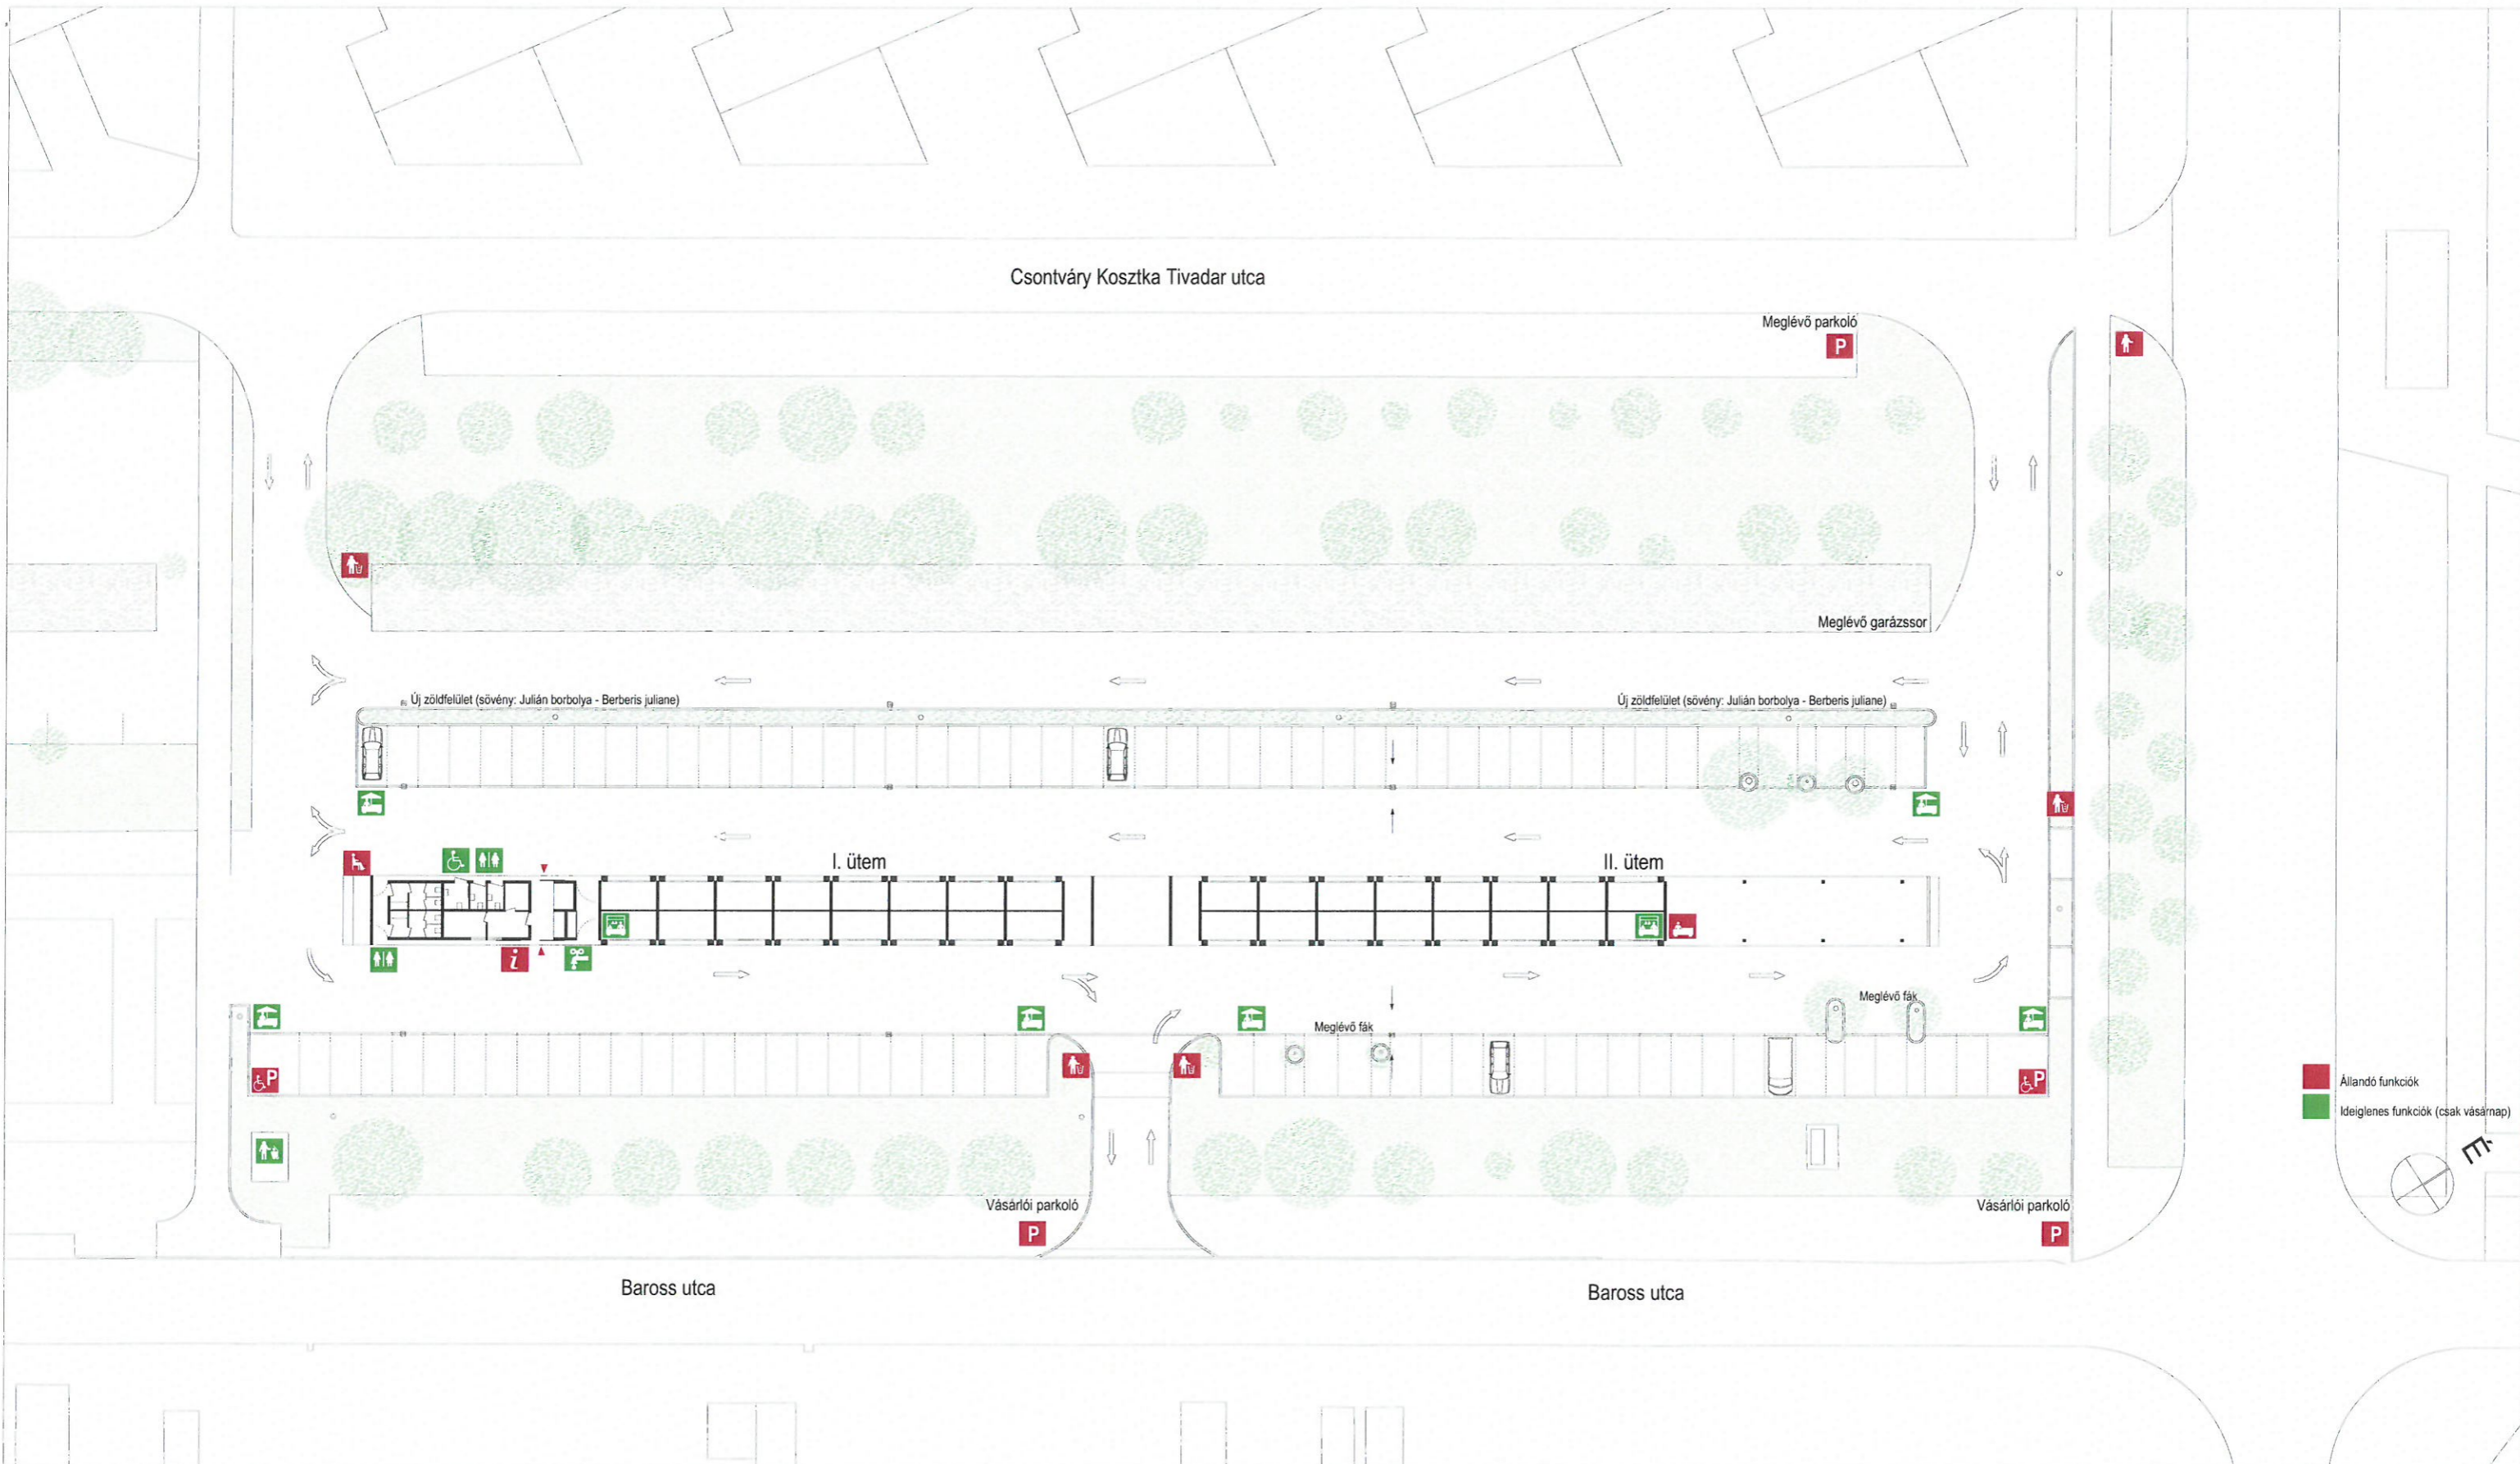 Csontváry Kosztka Tivadar utca
Meglévő parkoló
P
Meglévő garázssor
Új zöldfelület (sövény: Julián borbolya - Berberis juliane)
Új zöldfelület (sövény: Julián borbolya - Berberis juliane)
I. ütem
II. ütem
i
Meglévő fák
Meglévő fák
P
P
Állandó funkciók
Ideiglenes funkciók (csak vásárnap)
É
Vásárlói parkoló
P
Vásárlói parkoló
P
Baross utca
Baross utca